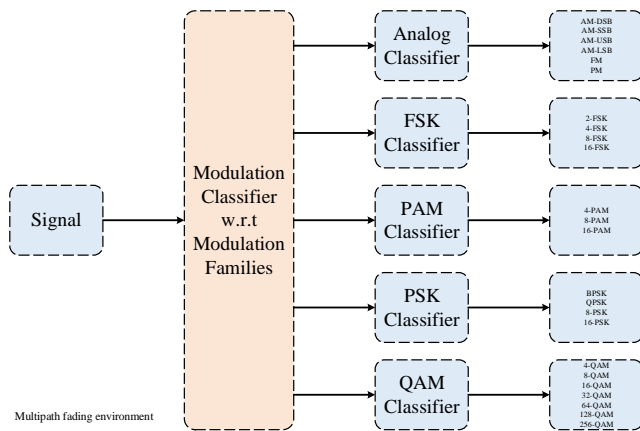 Signal
Modulation
Classifier
w.r.t
Modulation
Families
Analog
Classifier
AM-DSB
AM-SSB
AM-USB
AM-LSB
FM
PM
FSK
Classifier
2-FSK
4-FSK
8-FSK
16-FSK
PAM
Classifier
4-PAM
8-PAM
16-PAM
PSK
Classifier
BPSK
QPSK
8-PSK
16-PSK
QAM
Classifier
4-QAM
8-QAM
16-QAM
32-QAM
64-QAM
128-QAM
256-QAM
Multipath fading environment